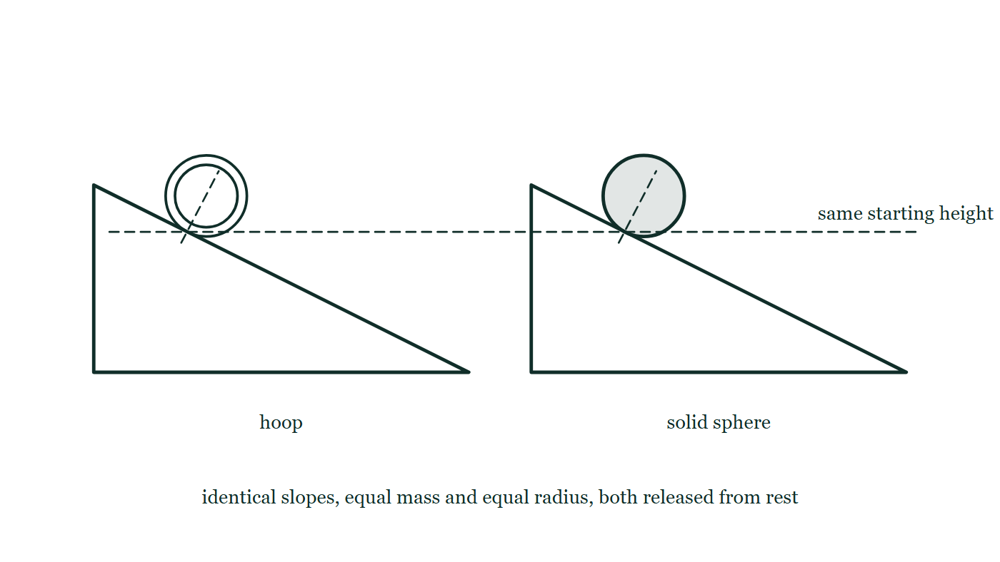 same starting height
hoop
solid sphere
identical slopes, equal mass and equal radius, both released from rest